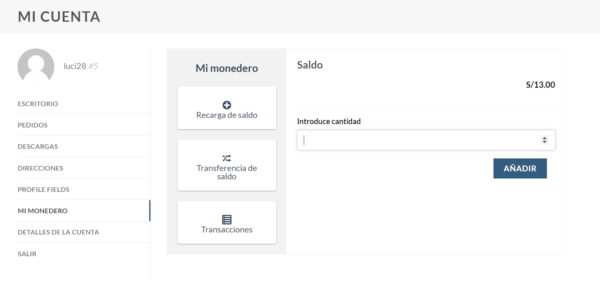 MI CUENTA
luci28 #5
ESCRITORIO
PEDIDOS
DESCARGAS
DIRECCIONES
PROFILE FIELDS
MI MONEDERO
DETALLES DE LA CUENTA
SALIR
Mi monedero
Recarga de saldo
Transferencia de
saldo
Transacciones
Saldo
S/13.00
Introduce cantidad
AÑADIR